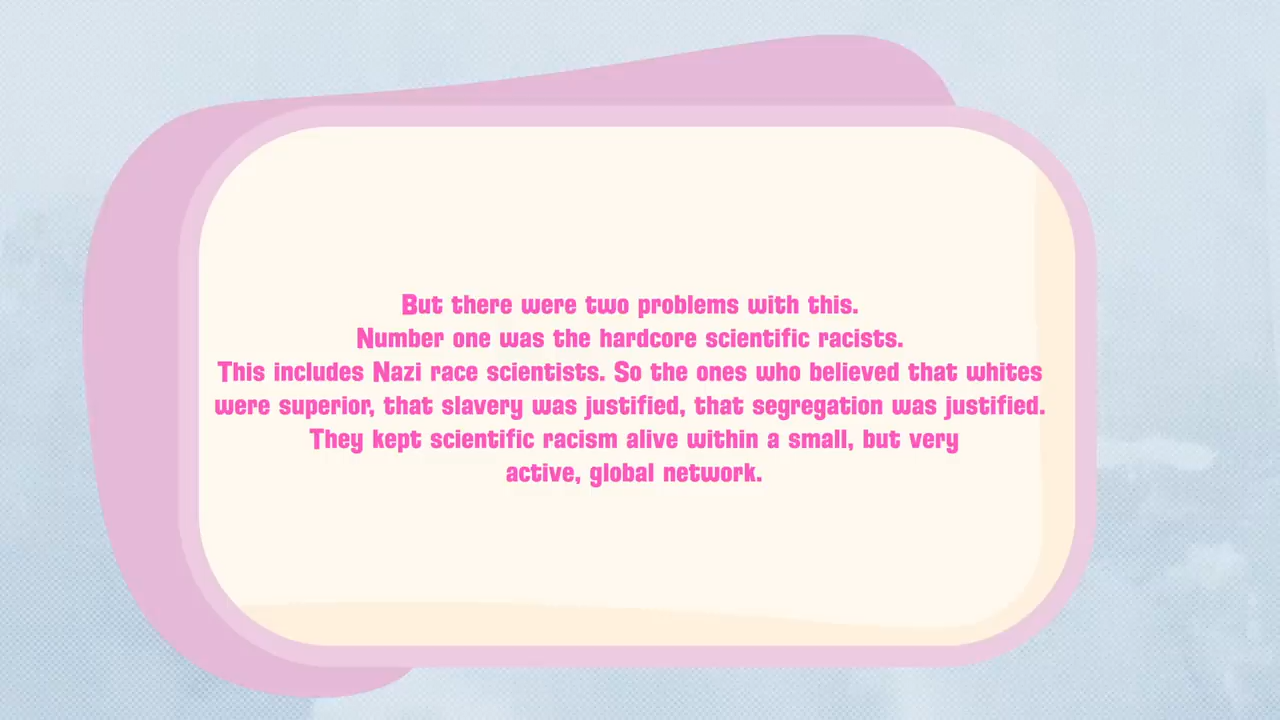 But there were two problems with this.
Number one was the hardcore scientific racists.
This includes Nazi race scientists. So the ones who believed that whites
were superior, that slavery was justified, that segregation was justified.
They kept scientific racism alive within a small, but very
active, global network.